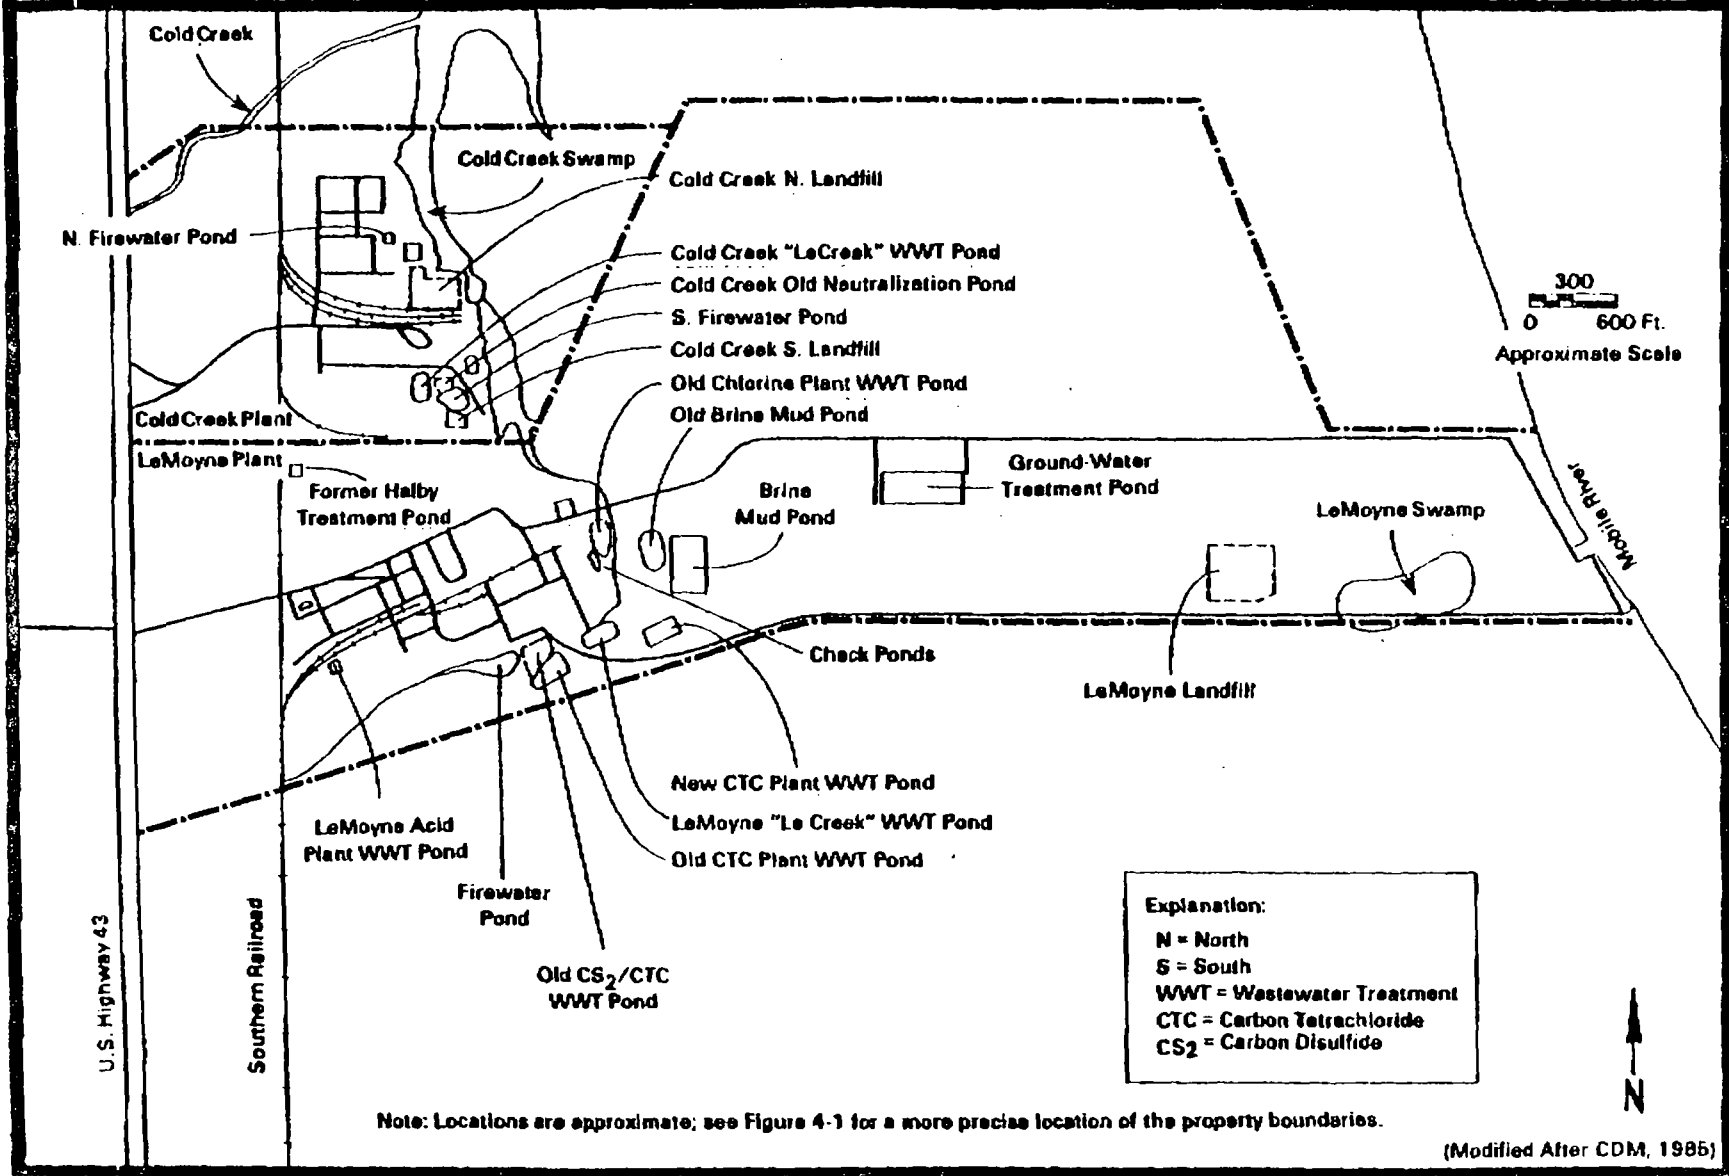 Cold Creek
Cold Creek Swamp
Cold Creek N. Landfill
N. Firewater Pond
Cold Creek "LeCreek" WWT Pond
Cold Creek Old Neutralization Pond
S. Firewater Pond
Cold Creek S. Landfill
Old Chlorine Plant WWT Pond
Old Brine Mud Pond
300
0 600 Ft.
Approximate Scale
Cold Creek Plant
LeMoyne Plant
Former Halby
Treatment Pond
Brine
Mud Pond
Ground-Water
Treatment Pond
LeMoyne Swamp
Mobile River
Check Ponds
LeMoyne Landfill
New CTC Plant WWT Pond
LeMoyne "Le Creek" WWT Pond
Old CTC Plant WWT Pond
LeMoyne Acid
Plant WWT Pond
Firewater
Pond
Old CS2/CTC
WWT Pond
U.S. Highway 43
Southern Railroad
Explanation:
N = North
S = South
WWT = Wastewater Treatment
CTC = Carbon Tetrachloride
CS2 = Carbon Disulfide
N
Note: Locations are approximate; see Figure 4-1 for a more precise location of the property boundaries.
(Modified After CDM, 1985)